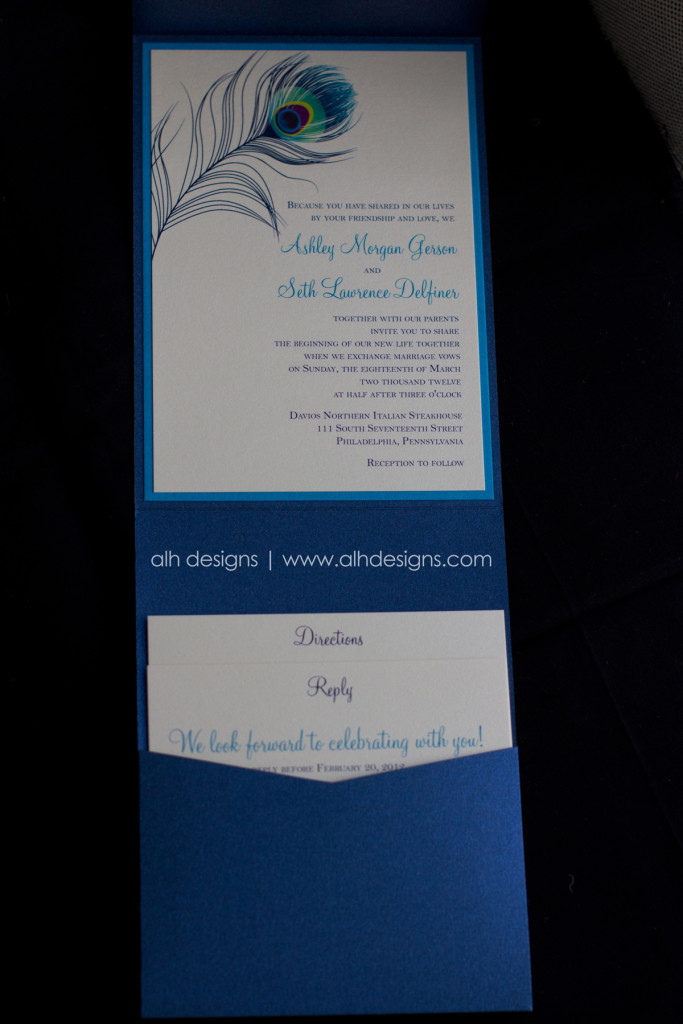 Because you have shared in our lives
by your friendship and love, we
Ashley Morgan Gerson
and
Seth Lawrence Delfiner
together with our parents
invite you to share
the beginning of our new life together
when we exchange marriage vows
on Sunday, the eighteenth of March
two thousand twelve
at half after three o'clock
Davios Northern Italian Steakhouse
111 South Seventeenth Street
Philadelphia, Pennsylvania
Reception to follow
alh designs | www.alhdesigns.com
Directions
Reply
We look forward to celebrating with you!
reply before February 20, 2012